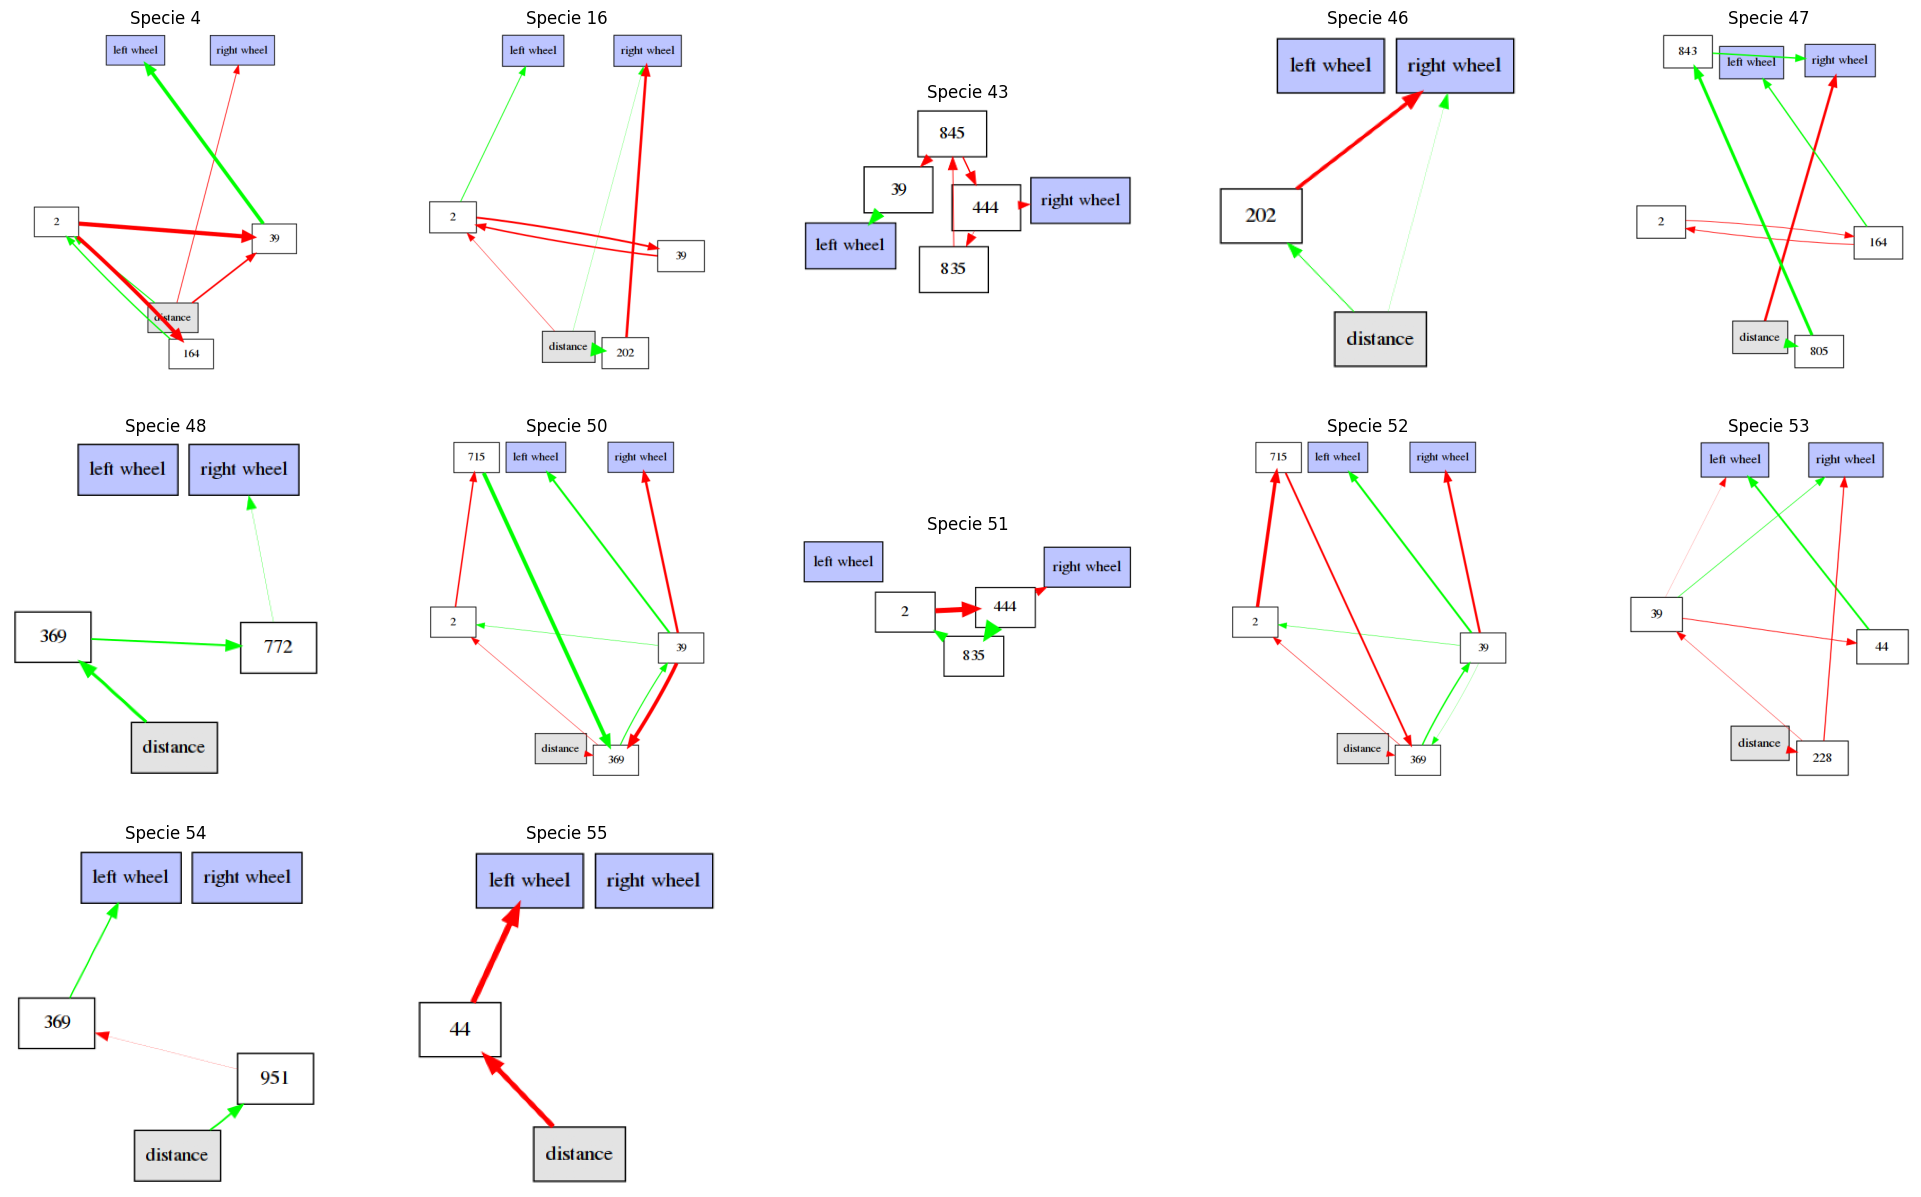 Specie 4
left wheel
right wheel
2
39
distance
164
Specie 16
left wheel
right wheel
2
39
distance
202
Specie 43
845
39
444
right wheel
left wheel
835
Specie 46
left wheel
right wheel
202
distance
Specie 47
843
left wheel
right wheel
2
164
distance
805
Specie 48
left wheel
right wheel
369
772
distance
Specie 50
715
left wheel
right wheel
2
39
distance
369
Specie 51
left wheel
right wheel
2
444
835
Specie 52
715
left wheel
right wheel
2
39
distance
369
Specie 53
left wheel
right wheel
39
44
distance
228
Specie 54
left wheel
right wheel
369
951
distance
Specie 55
left wheel
right wheel
44
distance